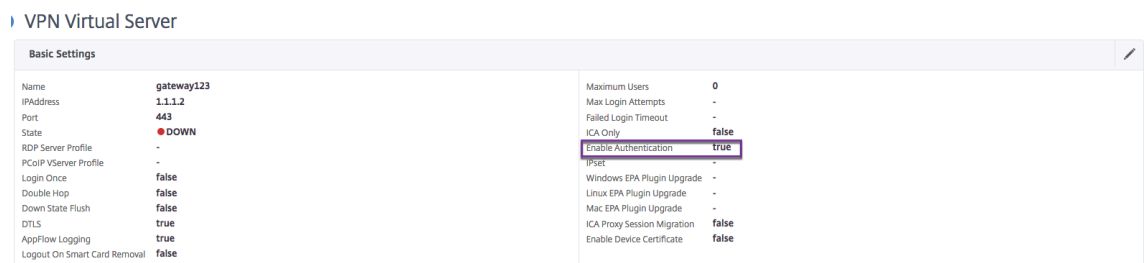 VPN Virtual Server
Basic Settings
Name gateway123
IPAddress 1.1.1.2
Port 443
State DOWN
RDP Server Profile -
PCoIP VServer Profile -
Login Once false
Double Hop false
Down State Flush false
DTLS true
AppFlow Logging true
Logout On Smart Card Removal false
Maximum Users 0
Max Login Attempts -
Failed Login Timeout -
ICA Only false
Enable Authentication true
IPset -
Windows EPA Plugin Upgrade -
Linux EPA Plugin Upgrade -
Mac EPA Plugin Upgrade -
ICA Proxy Session Migration false
Enable Device Certificate false